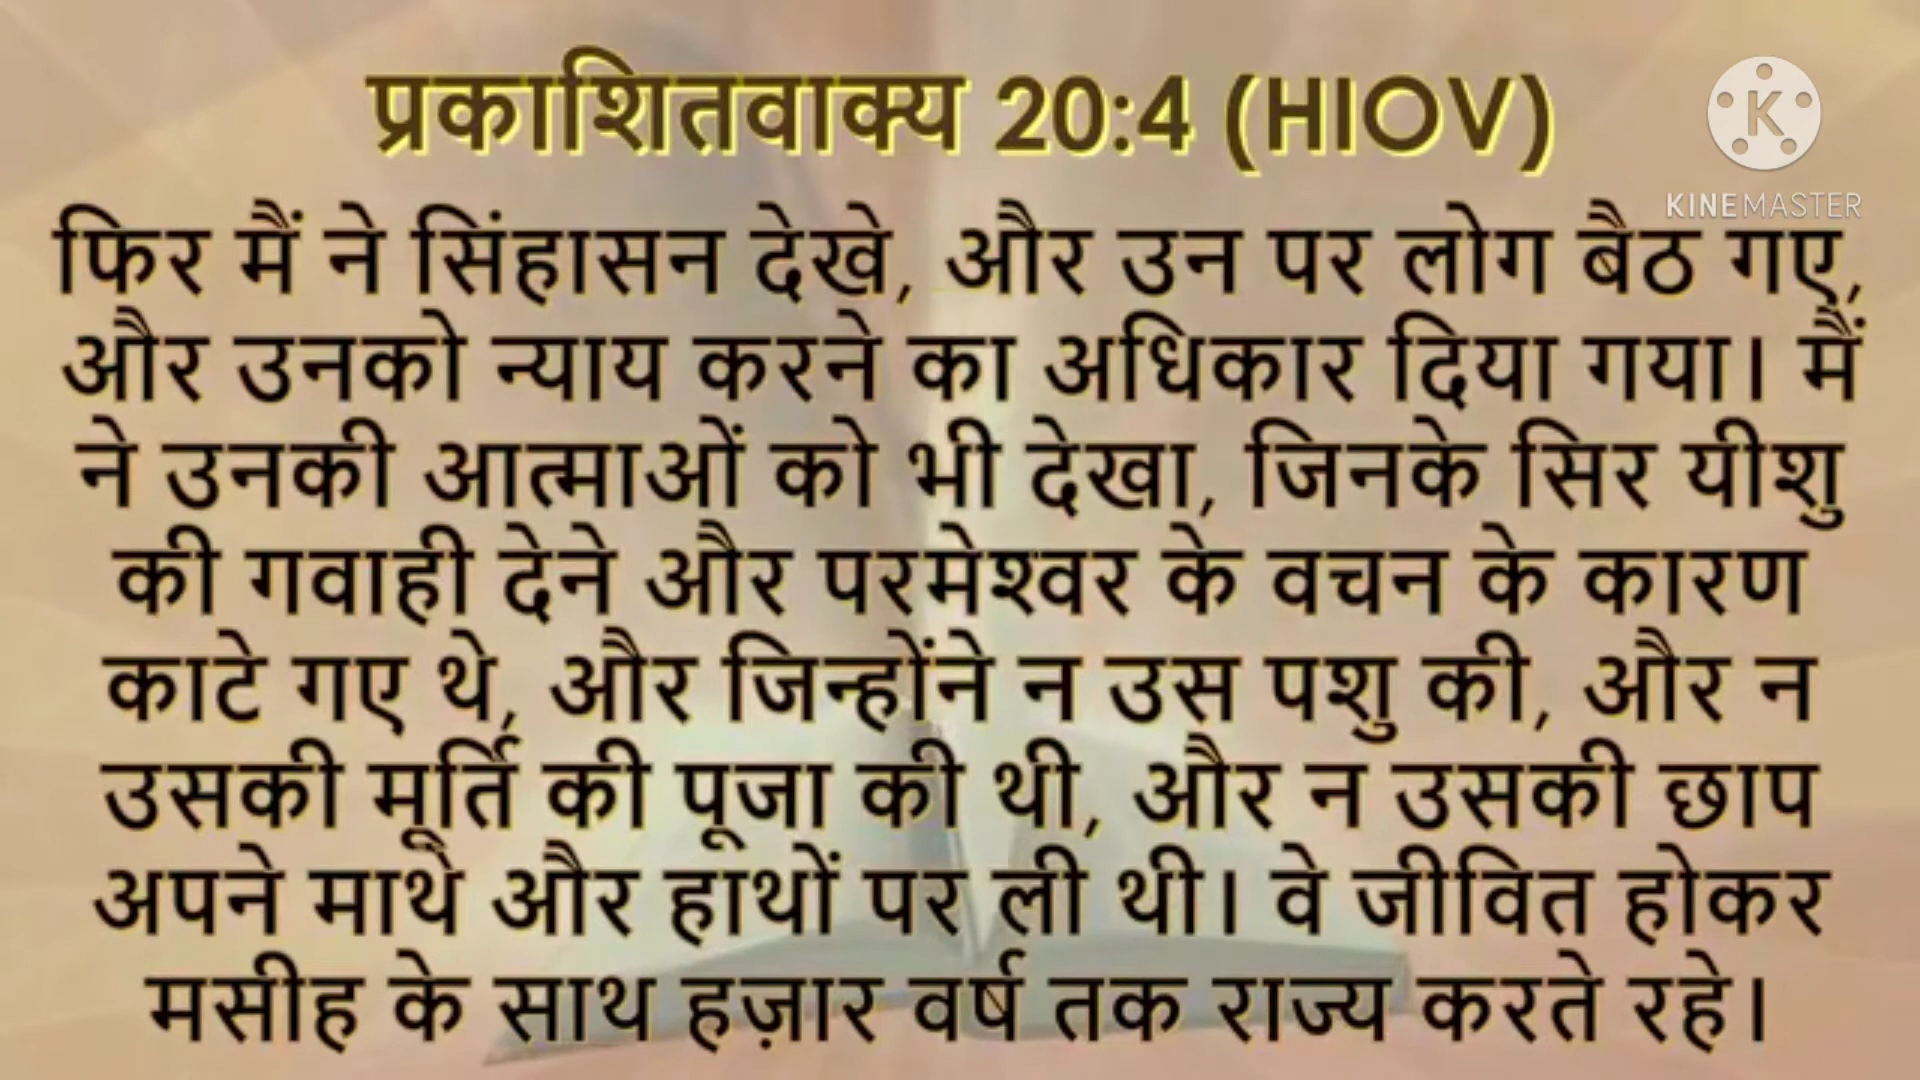 प्रकाशितवाक्य 20:4 (HIOV)
K
KINEMASTER
फिर मैं ने सिंहासन देखे, और उन पर लोग बैठ गए,
और उनको न्याय करने का अधिकार दिया गया। मैं
ने उनकी आत्माओं को भी देखा, जिनके सिर यीशु
की गवाही देने और परमेश्वर के वचन के कारण
काटे गए थे, और जिन्होंने न उस पशु की, और न
उसकी मूर्ति की पूजा की थी, और न उसकी छाप
अपने माथे और हाथों पर ली थी। वे जीवित होकर
मसीह के साथ हज़ार वर्ष तक राज्य करते रहे।